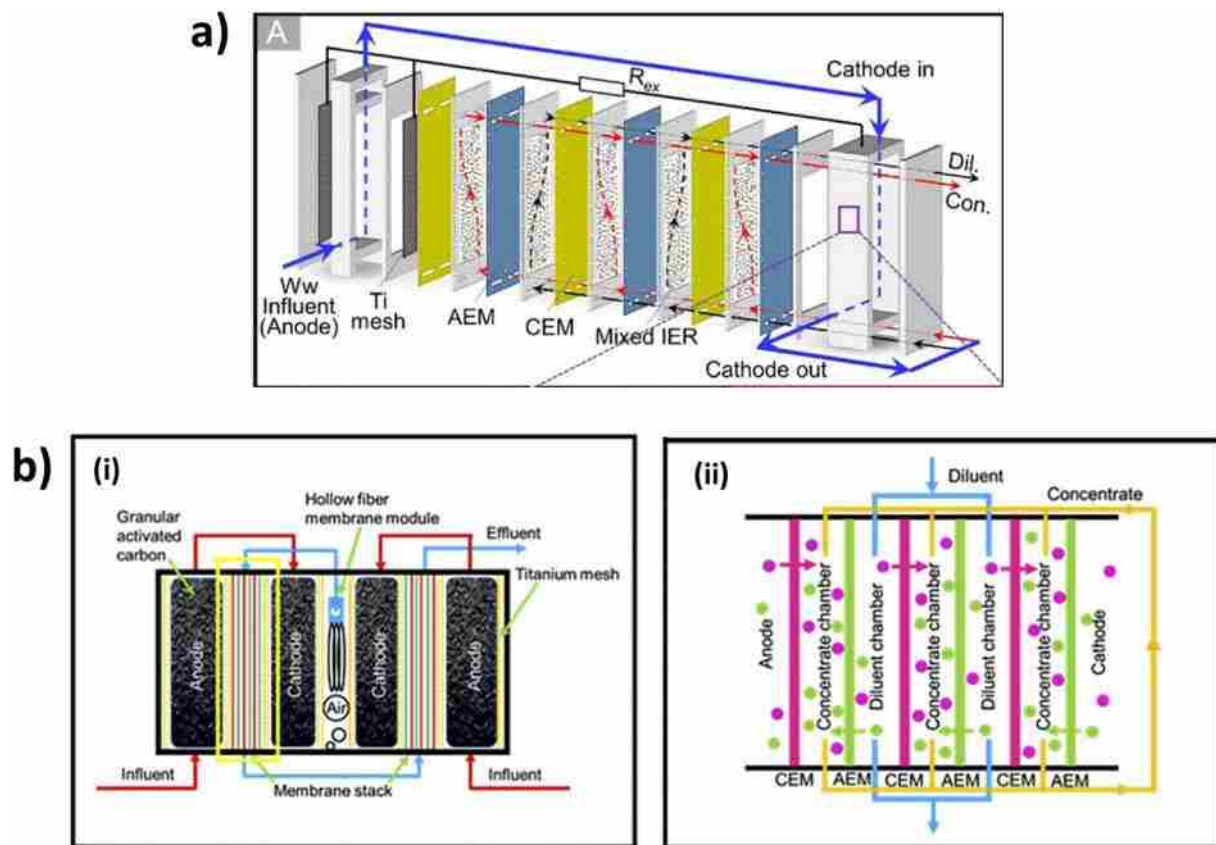 a)
A
Cathode in
R_ex
Dil.
Con.
Ww
Influent
(Anode)
Ti
mesh
AEM
CEM
Mixed IER
Cathode out
b)
(i)
Granular
activated
carbon
Hollow fiber
membrane module
Effluent
Titanium mesh
Anode
Cathode
Air
Cathode
Anode
Influent
Membrane stack
Influent
(ii)
Diluent
Concentrate
Anode
Concentrate chamber
Diluent chamber
Concentrate chamber
Diluent chamber
Concentrate chamber
Cathode
CEM
AEM
CEM
AEM
CEM
AEM